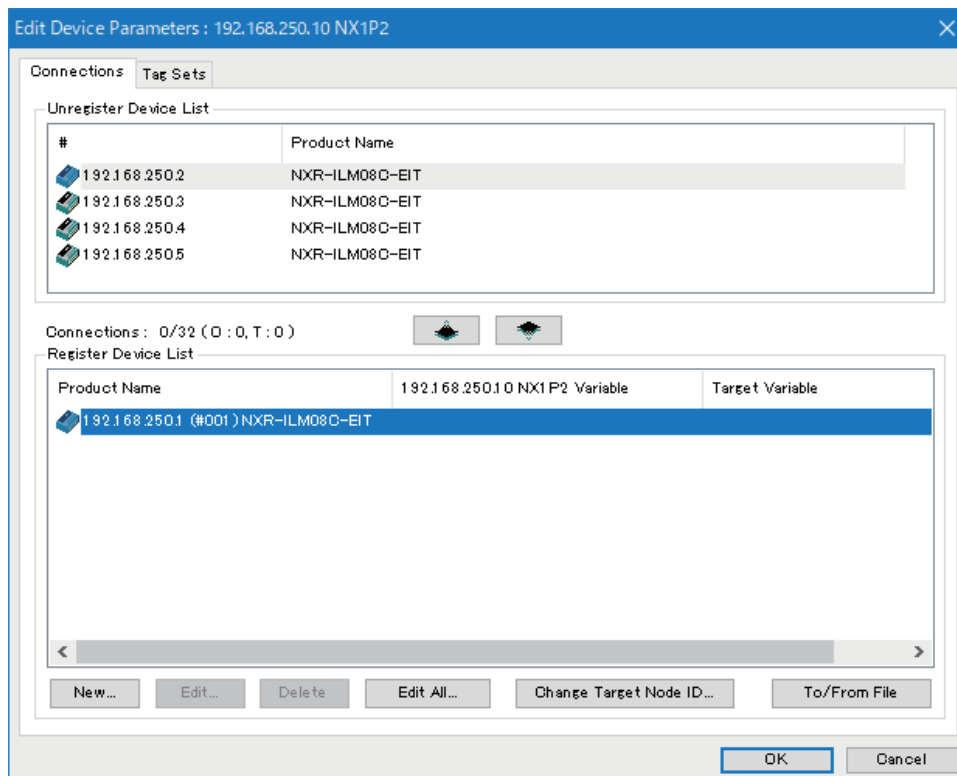 Edit Device Parameters : 192.168.250.10 NX1P2
Connections Tag Sets
Unregister Device List
# Product Name
192.168.250.2 NXR-ILM08C-EIT
192.168.250.3 NXR-ILM08C-EIT
192.168.250.4 NXR-ILM08C-EIT
192.168.250.5 NXR-ILM08C-EIT
Connections : 0/32 ( O : 0, T : 0 )
Register Device List
Product Name 192.168.250.10 NX1P2 Variable Target Variable
192.168.250.1 (#001) NXR-ILM08C-EIT
New... Edit... Delete Edit All... Change Target Node ID... To/From File
OK Cancel